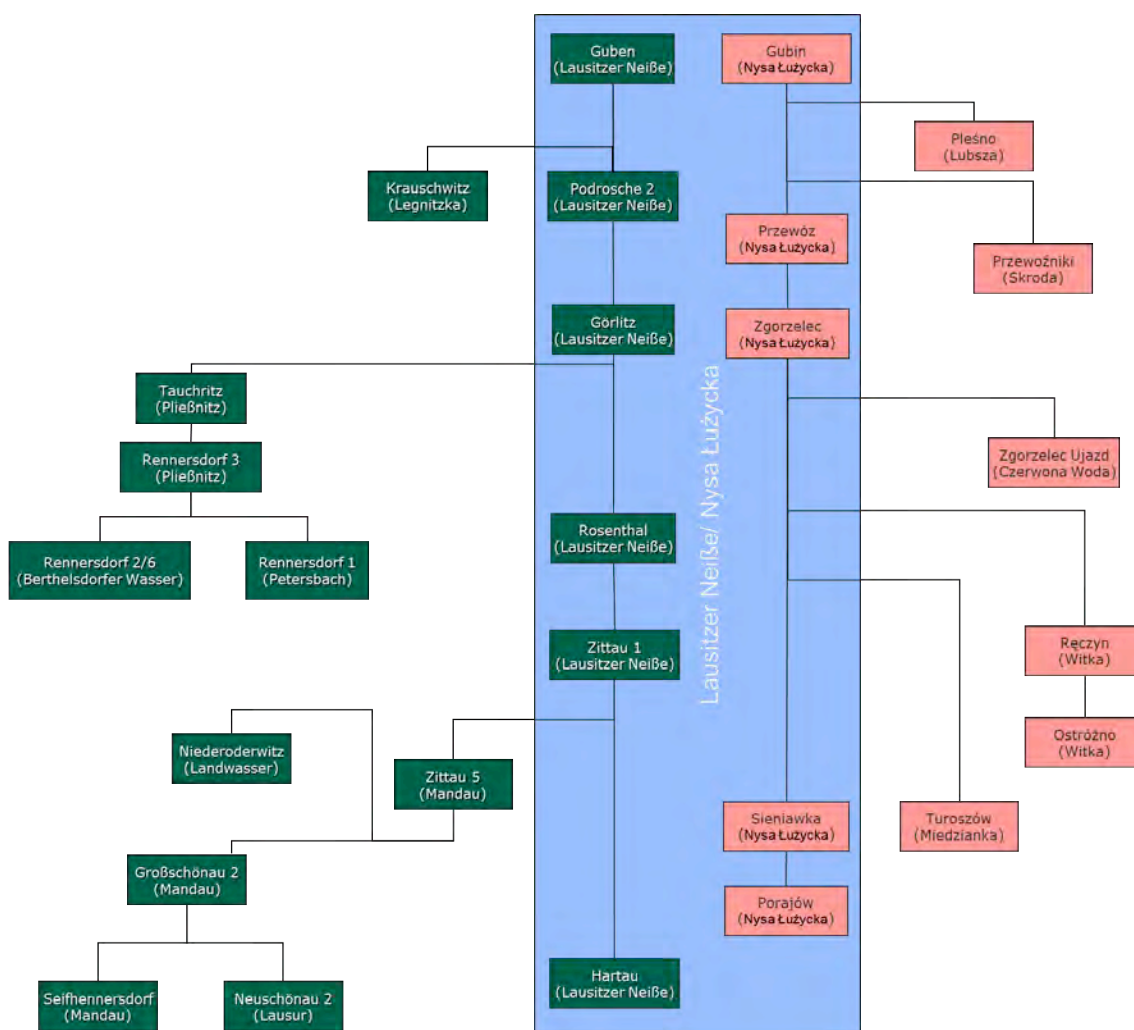 Guben
(Lausitzer Neiße)
Gubin
(Nysa Łużycka)
Pleśno
(Lubsza)
Krauschwitz
(Legnitzka)
Podrosche 2
(Lausitzer Neiße)
Przewóz
(Nysa Łużycka)
Przewoźniki
(Skroda)
Görlitz
(Lausitzer Neiße)
Zgorzelec
(Nysa Łużycka)
Tauchritz
(Pließnitz)
Rennersdorf 3
(Pließnitz)
Zgorzelec Ujazd
(Czerwona Woda)
Rennersdorf 2/6
(Berthelsdorfer Wasser)
Rennersdorf 1
(Petersbach)
Rosenthal
(Lausitzer Neiße)
Lausitzer Neiße/ Nysa Łużycka
Zittau 1
(Lausitzer Neiße)
Ręczyn
(Witka)
Ostróżno
(Witka)
Niederoderwitz
(Landwasser)
Zittau 5
(Mandau)
Sieniawka
(Nysa Łużycka)
Turoszów
(Miedzianka)
Großschönau 2
(Mandau)
Porajów
(Nysa Łużycka)
Seifhennersdorf
(Mandau)
Neuschönau 2
(Lausur)
Hartau
(Lausitzer Neiße)